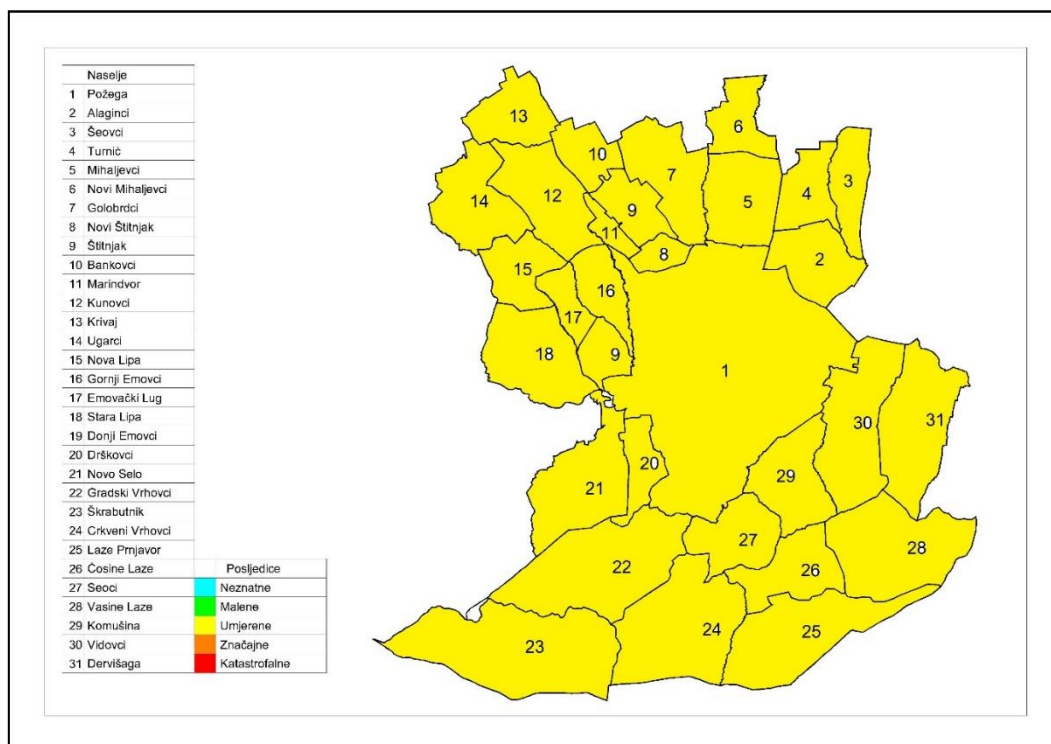 Naselje
1 Požega
2 Alaginci
3 Šeovci
4 Turnić
5 Mihaljevci
6 Novi Mihaljevci
7 Golobrdci
8 Novi Štitnjak
9 Štitnjak
10 Bankovci
11 Marindvor
12 Kunovci
13 Krivaj
14 Ugarci
15 Nova Lipa
16 Gornji Emovci
17 Emovački Lug
18 Stara Lipa
19 Donji Emovci
20 Drškovci
21 Novo Selo
22 Gradski Vrhovci
23 Škrabutnik
24 Crkveni Vrhovci
25 Laze Prnjavor
26 Ćosine Laze
27 Seoci
28 Vasine Laze
29 Komušina
30 Vidovci
31 Dervišaga
Posljedice
Neznatne
Malene
Umjerene
Značajne
Katastrofalne
13
6
10
7
3
12
5
4
14
9
11
8
2
15
16
17
18
9
1
30
31
20
29
21
27
28
22
26
24
25
23